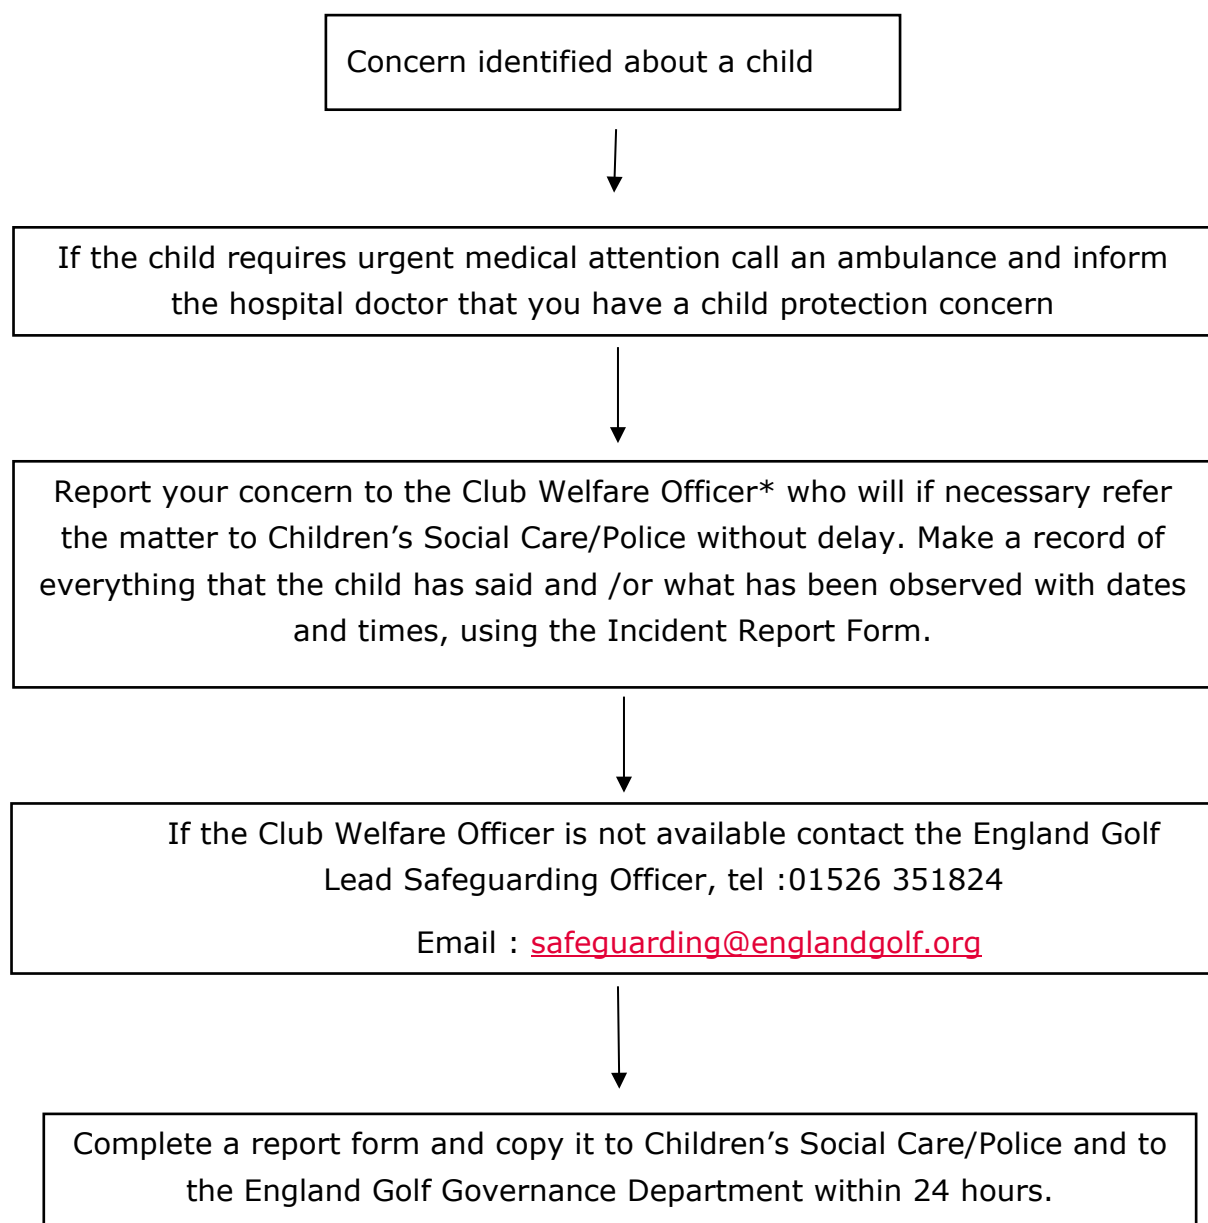 Concern identified about a child
If the child requires urgent medical attention call an ambulance and inform
the hospital doctor that you have a child protection concern
Report your concern to the Club Welfare Officer* who will if necessary refer
the matter to Children’s Social Care/Police without delay. Make a record of
everything that the child has said and /or what has been observed with dates
and times, using the Incident Report Form.
If the Club Welfare Officer is not available contact the England Golf
Lead Safeguarding Officer, tel :01526 351824
Email : safeguarding@englandgolf.org
Complete a report form and copy it to Children’s Social Care/Police and to
the England Golf Governance Department within 24 hours.